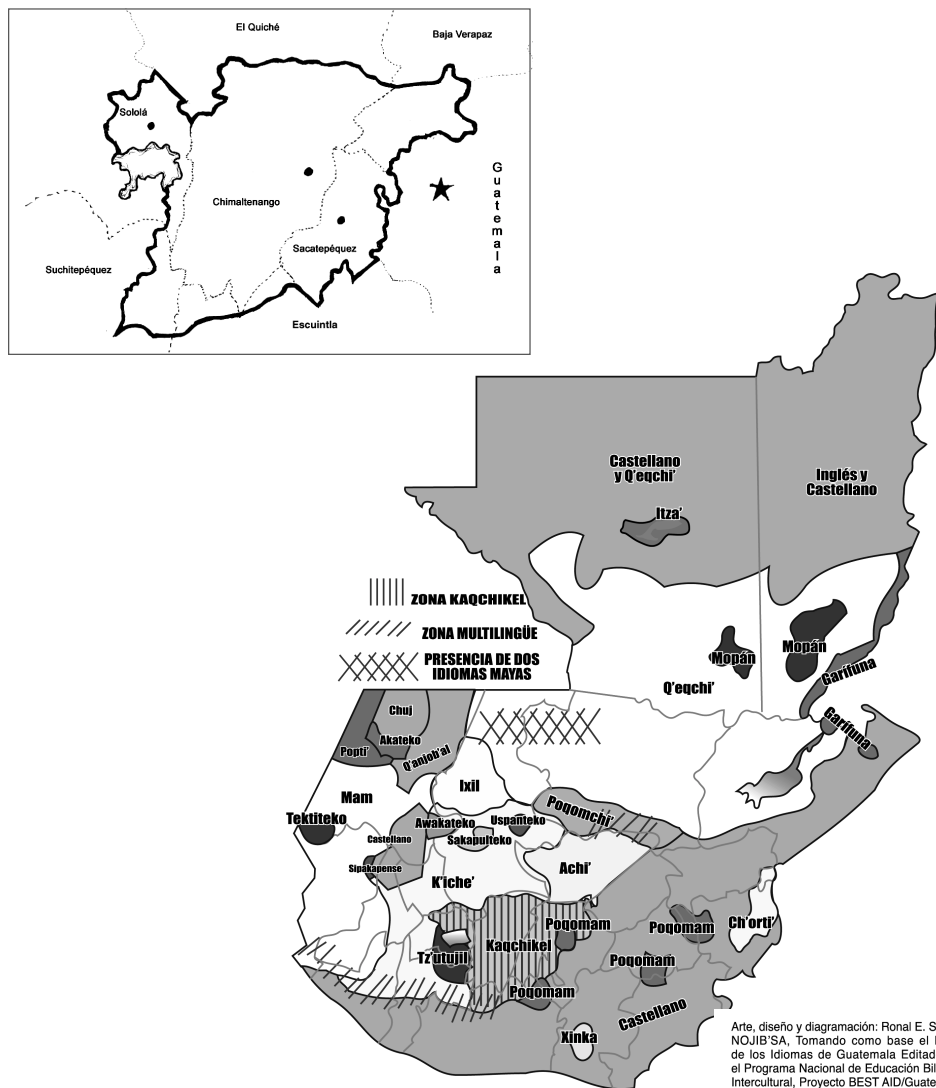 El Quiché
Baja Verapaz
Sololá
Guatemala
Chimaltenango
Sacatepéquez
Suchitepéquez
Escuintla
Castellano
y Q'eqchi'
Inglés y
Castellano
Itza'
ZONA KAQCHIKEL
ZONA MULTILINGÜE
PRESENCIA DE DOS
IDIOMAS MAYAS
Mopán
Mopán
Garífuna
Q'eqchi'
Garífuna
Chuj
Akateko
Popti'
Q'anjob'al
Ixil
Mam
Poqomchi'
Tektiteko
Awakateko
Uspanteko
Castellano
Sakapulteko
Achi'
Sipakapense
K'iche'
Poqomam
Poqomam
Ch'orti'
Kaqchikel
Tz'utujil
Poqomam
Poqomam
Castellano
Xinka
Arte, diseño y diagramación: Ronal E. S
NOJIB'SA, Tomando como base el
de los Idiomas de Guatemala Editad
el Programa Nacional de Educación Bil
Intercultural, Proyecto BEST AID/Guate